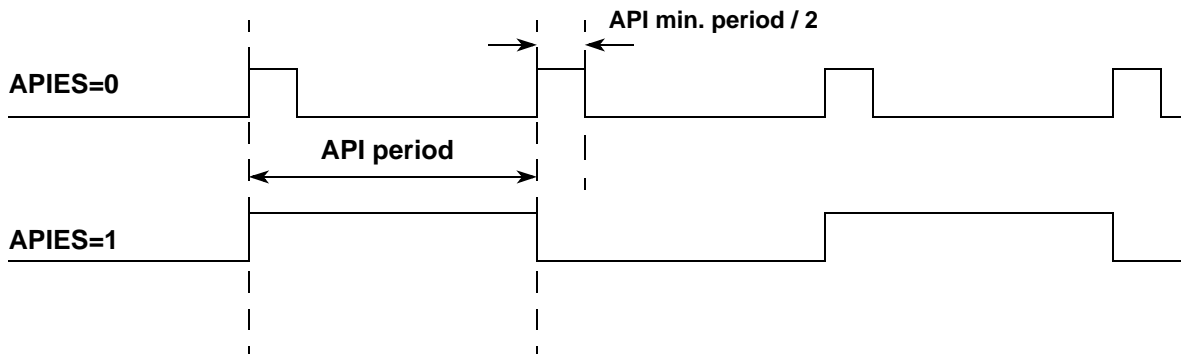 API min. period / 2
APIES=0
API period
APIES=1